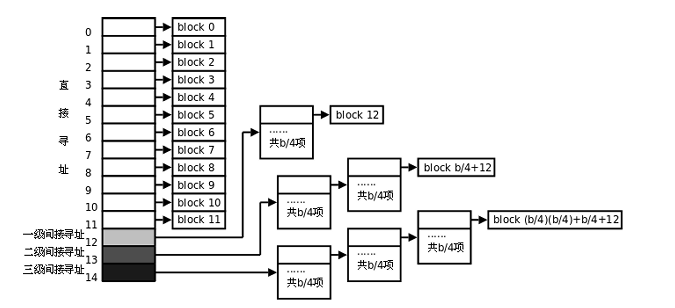 0
block 0
1
block 1
2
block 2
3
block 3
4
block 4
5
block 5
6
block 6
7
block 7
8
block 8
9
block 9
10
block 10
11
block 11
直
接
寻
址
一级间接寻址
12
二级间接寻址
13
三级间接寻址
14
……
共b/4项
block 12
……
共b/4项
……
共b/4项
block b/4+12
……
共b/4项
……
共b/4项
……
共b/4项
block (b/4)(b/4)+b/4+12